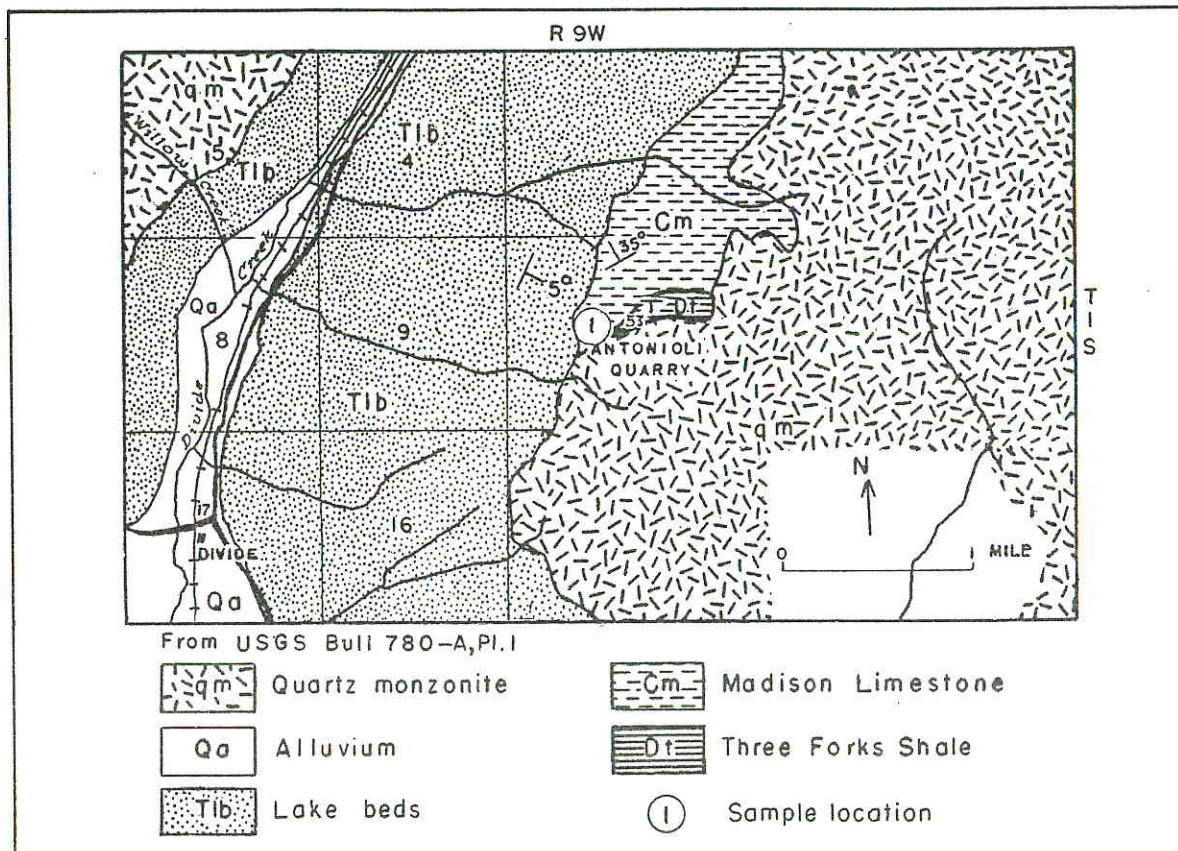 R 9W
qm
Willow Creek
5
Tlb
Tlb
4
Cm
35°
5°
Creek
Qa
8
9
Dt
53
1
ANTONIOLI
QUARRY
T
1
S
Tlb
qm
Divide
N
16
17
DIVIDE
Qa
0 1 MILE
From USGS Bull 780-A, Pl. 1
qm Quartz monzonite
Cm Madison Limestone
Qa Alluvium
Dt Three Forks Shale
Tlb Lake beds
1 Sample location